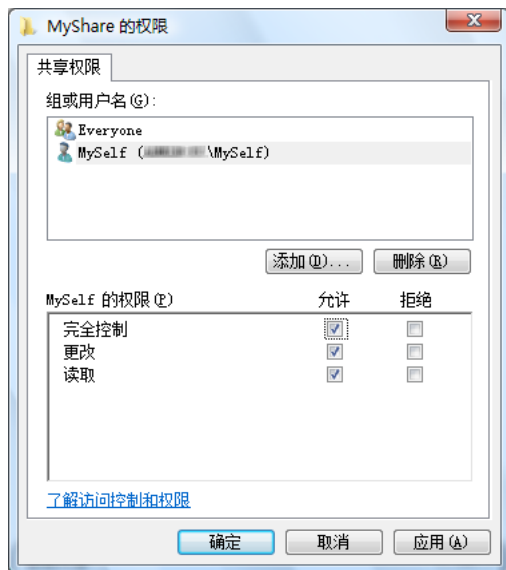 MyShare 的权限
共享权限
组或用户名(G):
Everyone
MySelf ( \MySelf)
添加(D)... 删除(R)
MySelf 的权限(P) 允许 拒绝
完全控制
更改
读取
了解访问控制和权限
确定 取消 应用(A)